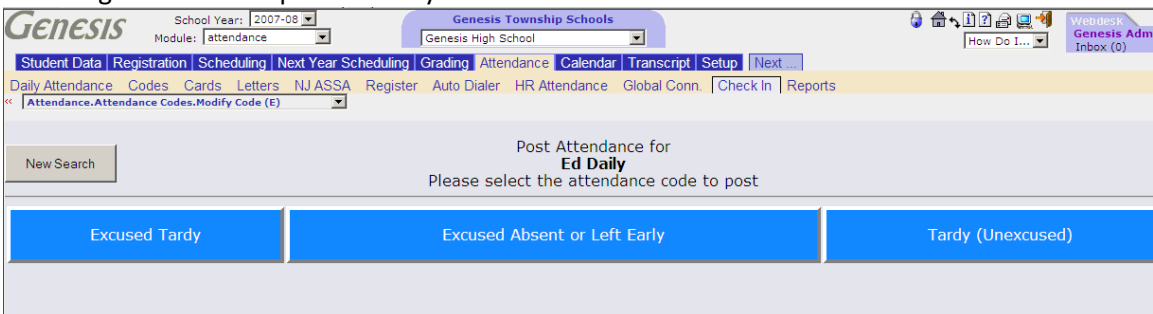 Genesis
School Year: 2007-08
Module: attendance
Genesis Township Schools
Genesis High School
How Do I...
Webdesk
Genesis Adm
Inbox (0)
Student Data Registration Scheduling Next Year Scheduling Grading Attendance Calendar Transcript Setup Next ...
Daily Attendance Codes Cards Letters NJ ASSA Register Auto Dialer HR Attendance Global Conn. Check In Reports
« Attendance.Attendance Codes.Modify Code (E)
New Search
Post Attendance for
Ed Daily
Please select the attendance code to post
Excused Tardy
Excused Absent or Left Early
Tardy (Unexcused)